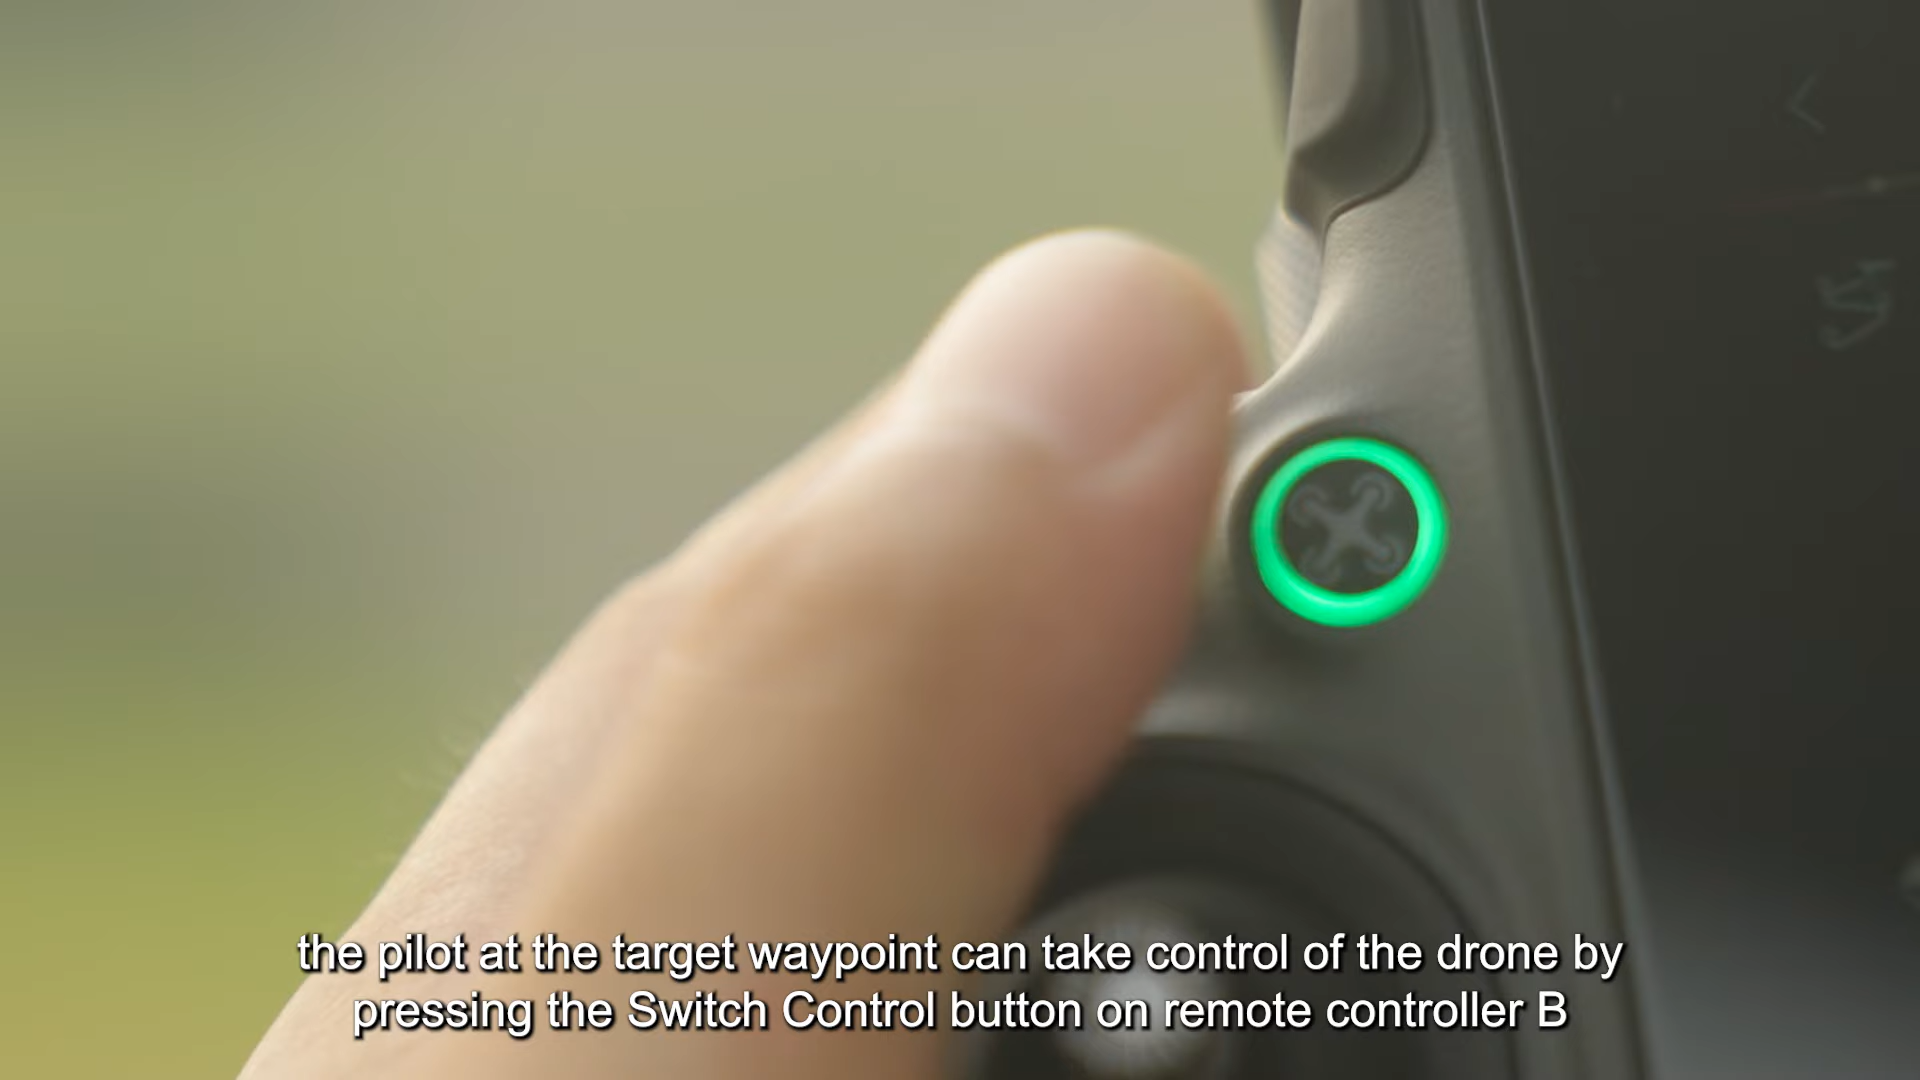 the pilot at the target waypoint can take control of the drone by
pressing the Switch Control button on remote controller B